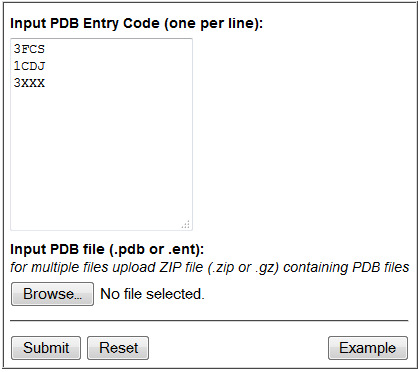 Input PDB Entry Code (one per line):
3FCS
1CDJ
3XXX
Input PDB file (.pdb or .ent):
for multiple files upload ZIP file (.zip or .gz) containing PDB files
Browse... No file selected.
Submit Reset Example